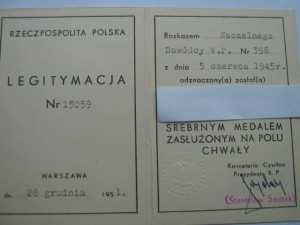 RZECZPOSPOLITA POLSKA
LEGITYMACJA
Nr 15059
WARSZAWA
dn. 28 grudnia 1951.
Rozkazem Naczelnego
Dowódcy W.P. Nr 396
z dnia 5 czerwca 1945r.
odznaczony(a) został(a)
SREBRNYM MEDALEM
ZASŁUŻONYM NA POLU
CHWAŁY
Kancelaria Cywilna
Prezydenta R.P.
(Stanisław